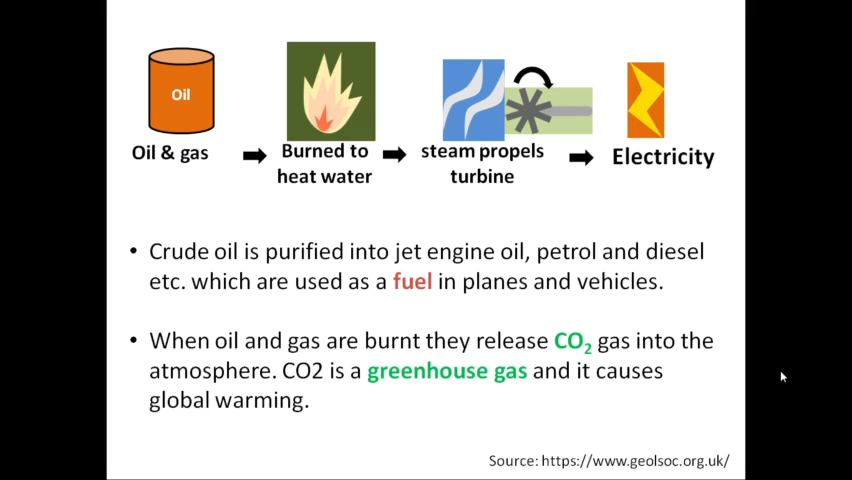 Oil
Oil & gas
Burned to
heat water
steam propels
turbine
Electricity
• Crude oil is purified into jet engine oil, petrol and diesel
etc. which are used as a fuel in planes and vehicles.
• When oil and gas are burnt they release CO₂ gas into the
atmosphere. CO2 is a greenhouse gas and it causes
global warming.
Source: https://www.geolsoc.org.uk/